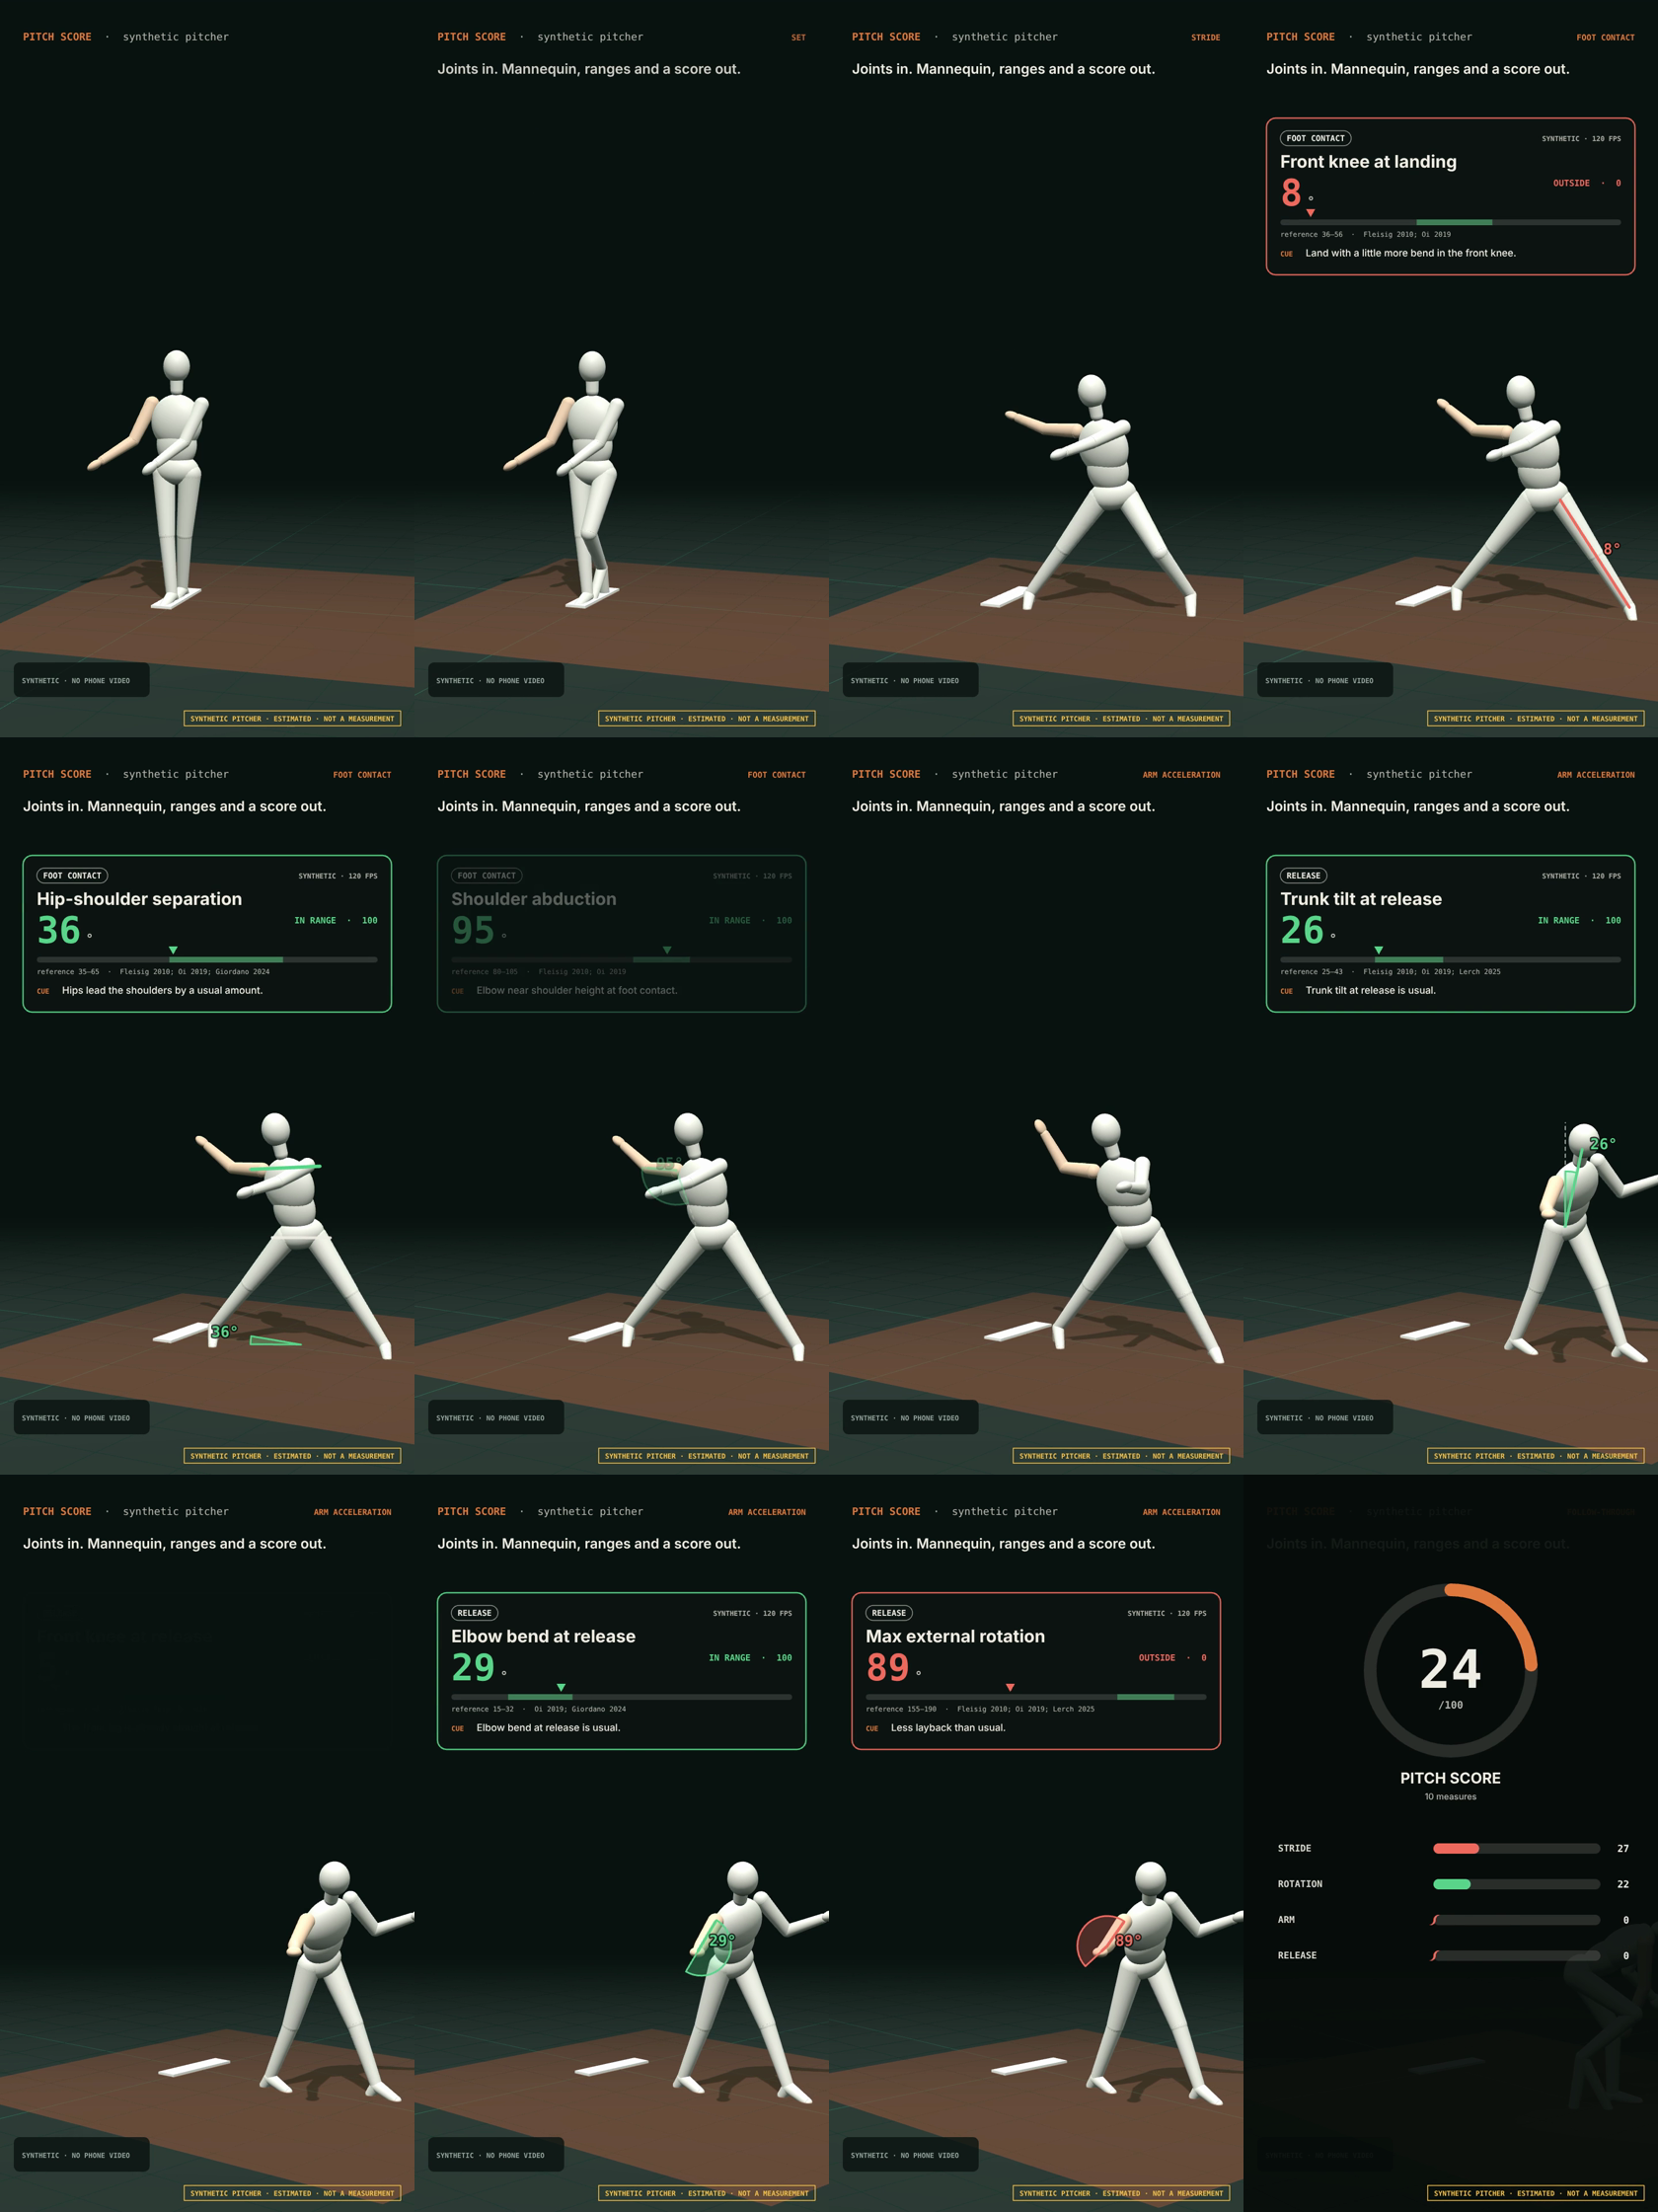 PITCH SCORE · synthetic pitcher
SYNTHETIC · NO PHONE VIDEO
SYNTHETIC PITCHER · ESTIMATED · NOT A MEASUREMENT
PITCH SCORE · synthetic pitcher
SET
Joints in. Mannequin, ranges and a score out.
SYNTHETIC · NO PHONE VIDEO
SYNTHETIC PITCHER · ESTIMATED · NOT A MEASUREMENT
PITCH SCORE · synthetic pitcher
STRIDE
Joints in. Mannequin, ranges and a score out.
SYNTHETIC · NO PHONE VIDEO
SYNTHETIC PITCHER · ESTIMATED · NOT A MEASUREMENT
PITCH SCORE · synthetic pitcher
FOOT CONTACT
Joints in. Mannequin, ranges and a score out.
FOOT CONTACT
SYNTHETIC · 120 FPS
Front knee at landing
8 °
OUTSIDE · 0
reference 36–56 · Fleisig 2010; Oi 2019
CUE Land with a little more bend in the front knee.
8°
SYNTHETIC · NO PHONE VIDEO
SYNTHETIC PITCHER · ESTIMATED · NOT A MEASUREMENT
PITCH SCORE · synthetic pitcher
FOOT CONTACT
Joints in. Mannequin, ranges and a score out.
FOOT CONTACT
SYNTHETIC · 120 FPS
Hip-shoulder separation
36 °
IN RANGE · 100
reference 35–65 · Fleisig 2010; Oi 2019; Giordano 2024
CUE Hips lead the shoulders by a usual amount.
36°
SYNTHETIC · NO PHONE VIDEO
SYNTHETIC PITCHER · ESTIMATED · NOT A MEASUREMENT
PITCH SCORE · synthetic pitcher
FOOT CONTACT
Joints in. Mannequin, ranges and a score out.
FOOT CONTACT
SYNTHETIC · 120 FPS
Shoulder abduction
95 °
IN RANGE · 100
reference 80–105 · Fleisig 2010; Oi 2019
CUE Elbow near shoulder height at foot contact.
95°
SYNTHETIC · NO PHONE VIDEO
SYNTHETIC PITCHER · ESTIMATED · NOT A MEASUREMENT
PITCH SCORE · synthetic pitcher
ARM ACCELERATION
Joints in. Mannequin, ranges and a score out.
SYNTHETIC · NO PHONE VIDEO
SYNTHETIC PITCHER · ESTIMATED · NOT A MEASUREMENT
PITCH SCORE · synthetic pitcher
ARM ACCELERATION
Joints in. Mannequin, ranges and a score out.
RELEASE
SYNTHETIC · 120 FPS
Trunk tilt at release
26 °
IN RANGE · 100
reference 25–43 · Fleisig 2010; Oi 2019; Lerch 2025
CUE Trunk tilt at release is usual.
26°
SYNTHETIC · NO PHONE VIDEO
SYNTHETIC PITCHER · ESTIMATED · NOT A MEASUREMENT
PITCH SCORE · synthetic pitcher
ARM ACCELERATION
Joints in. Mannequin, ranges and a score out.
SYNTHETIC · NO PHONE VIDEO
SYNTHETIC PITCHER · ESTIMATED · NOT A MEASUREMENT
PITCH SCORE · synthetic pitcher
ARM ACCELERATION
Joints in. Mannequin, ranges and a score out.
RELEASE
SYNTHETIC · 120 FPS
Elbow bend at release
29 °
IN RANGE · 100
reference 15–32 · Oi 2019; Giordano 2024
CUE Elbow bend at release is usual.
29°
SYNTHETIC · NO PHONE VIDEO
SYNTHETIC PITCHER · ESTIMATED · NOT A MEASUREMENT
PITCH SCORE · synthetic pitcher
ARM ACCELERATION
Joints in. Mannequin, ranges and a score out.
RELEASE
SYNTHETIC · 120 FPS
Max external rotation
89 °
OUTSIDE · 0
reference 155–190 · Fleisig 2010; Oi 2019; Lerch 2025
CUE Less layback than usual.
89°
SYNTHETIC · NO PHONE VIDEO
SYNTHETIC PITCHER · ESTIMATED · NOT A MEASUREMENT
PITCH SCORE · synthetic pitcher
Joints in. Mannequin, ranges and a score out.
24
/100
PITCH SCORE
10 measures
STRIDE 27
ROTATION 22
ARM 0
RELEASE 0
SYNTHETIC PITCHER · ESTIMATED · NOT A MEASUREMENT